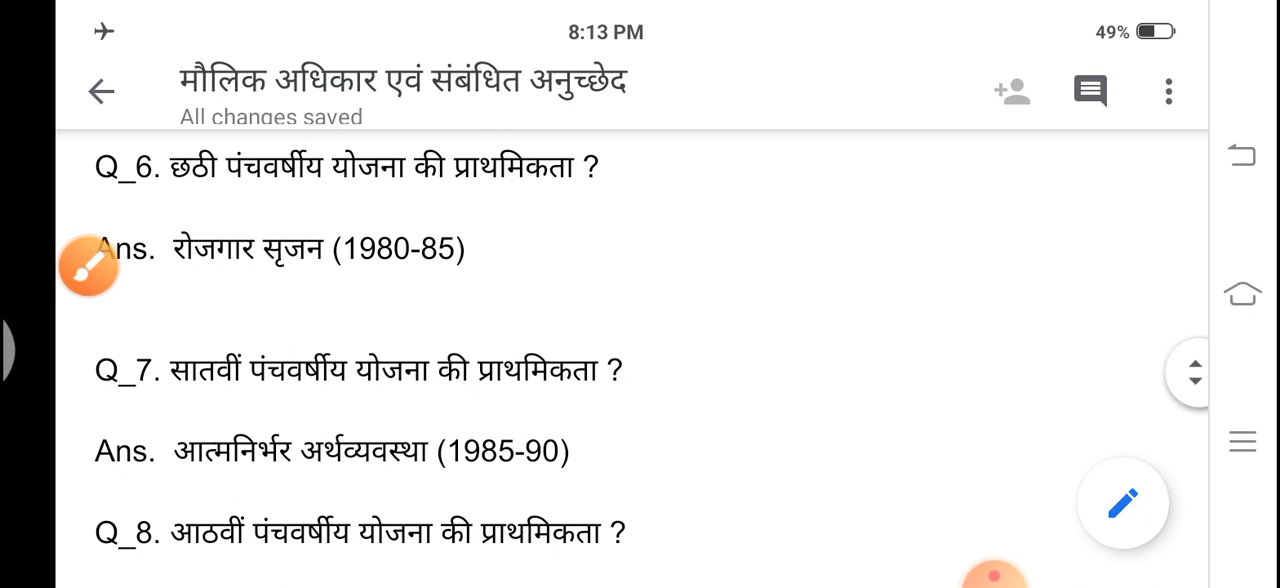 8:13 PM
49%
मौलिक अधिकार एवं संबंधित अनुच्छेद
All changes saved
Q_6. छठी पंचवर्षीय योजना की प्राथमिकता ?
Ans. रोजगार सृजन (1980-85)
Q_7. सातवीं पंचवर्षीय योजना की प्राथमिकता ?
Ans. आत्मनिर्भर अर्थव्यवस्था (1985-90)
Q_8. आठवीं पंचवर्षीय योजना की प्राथमिकता ?